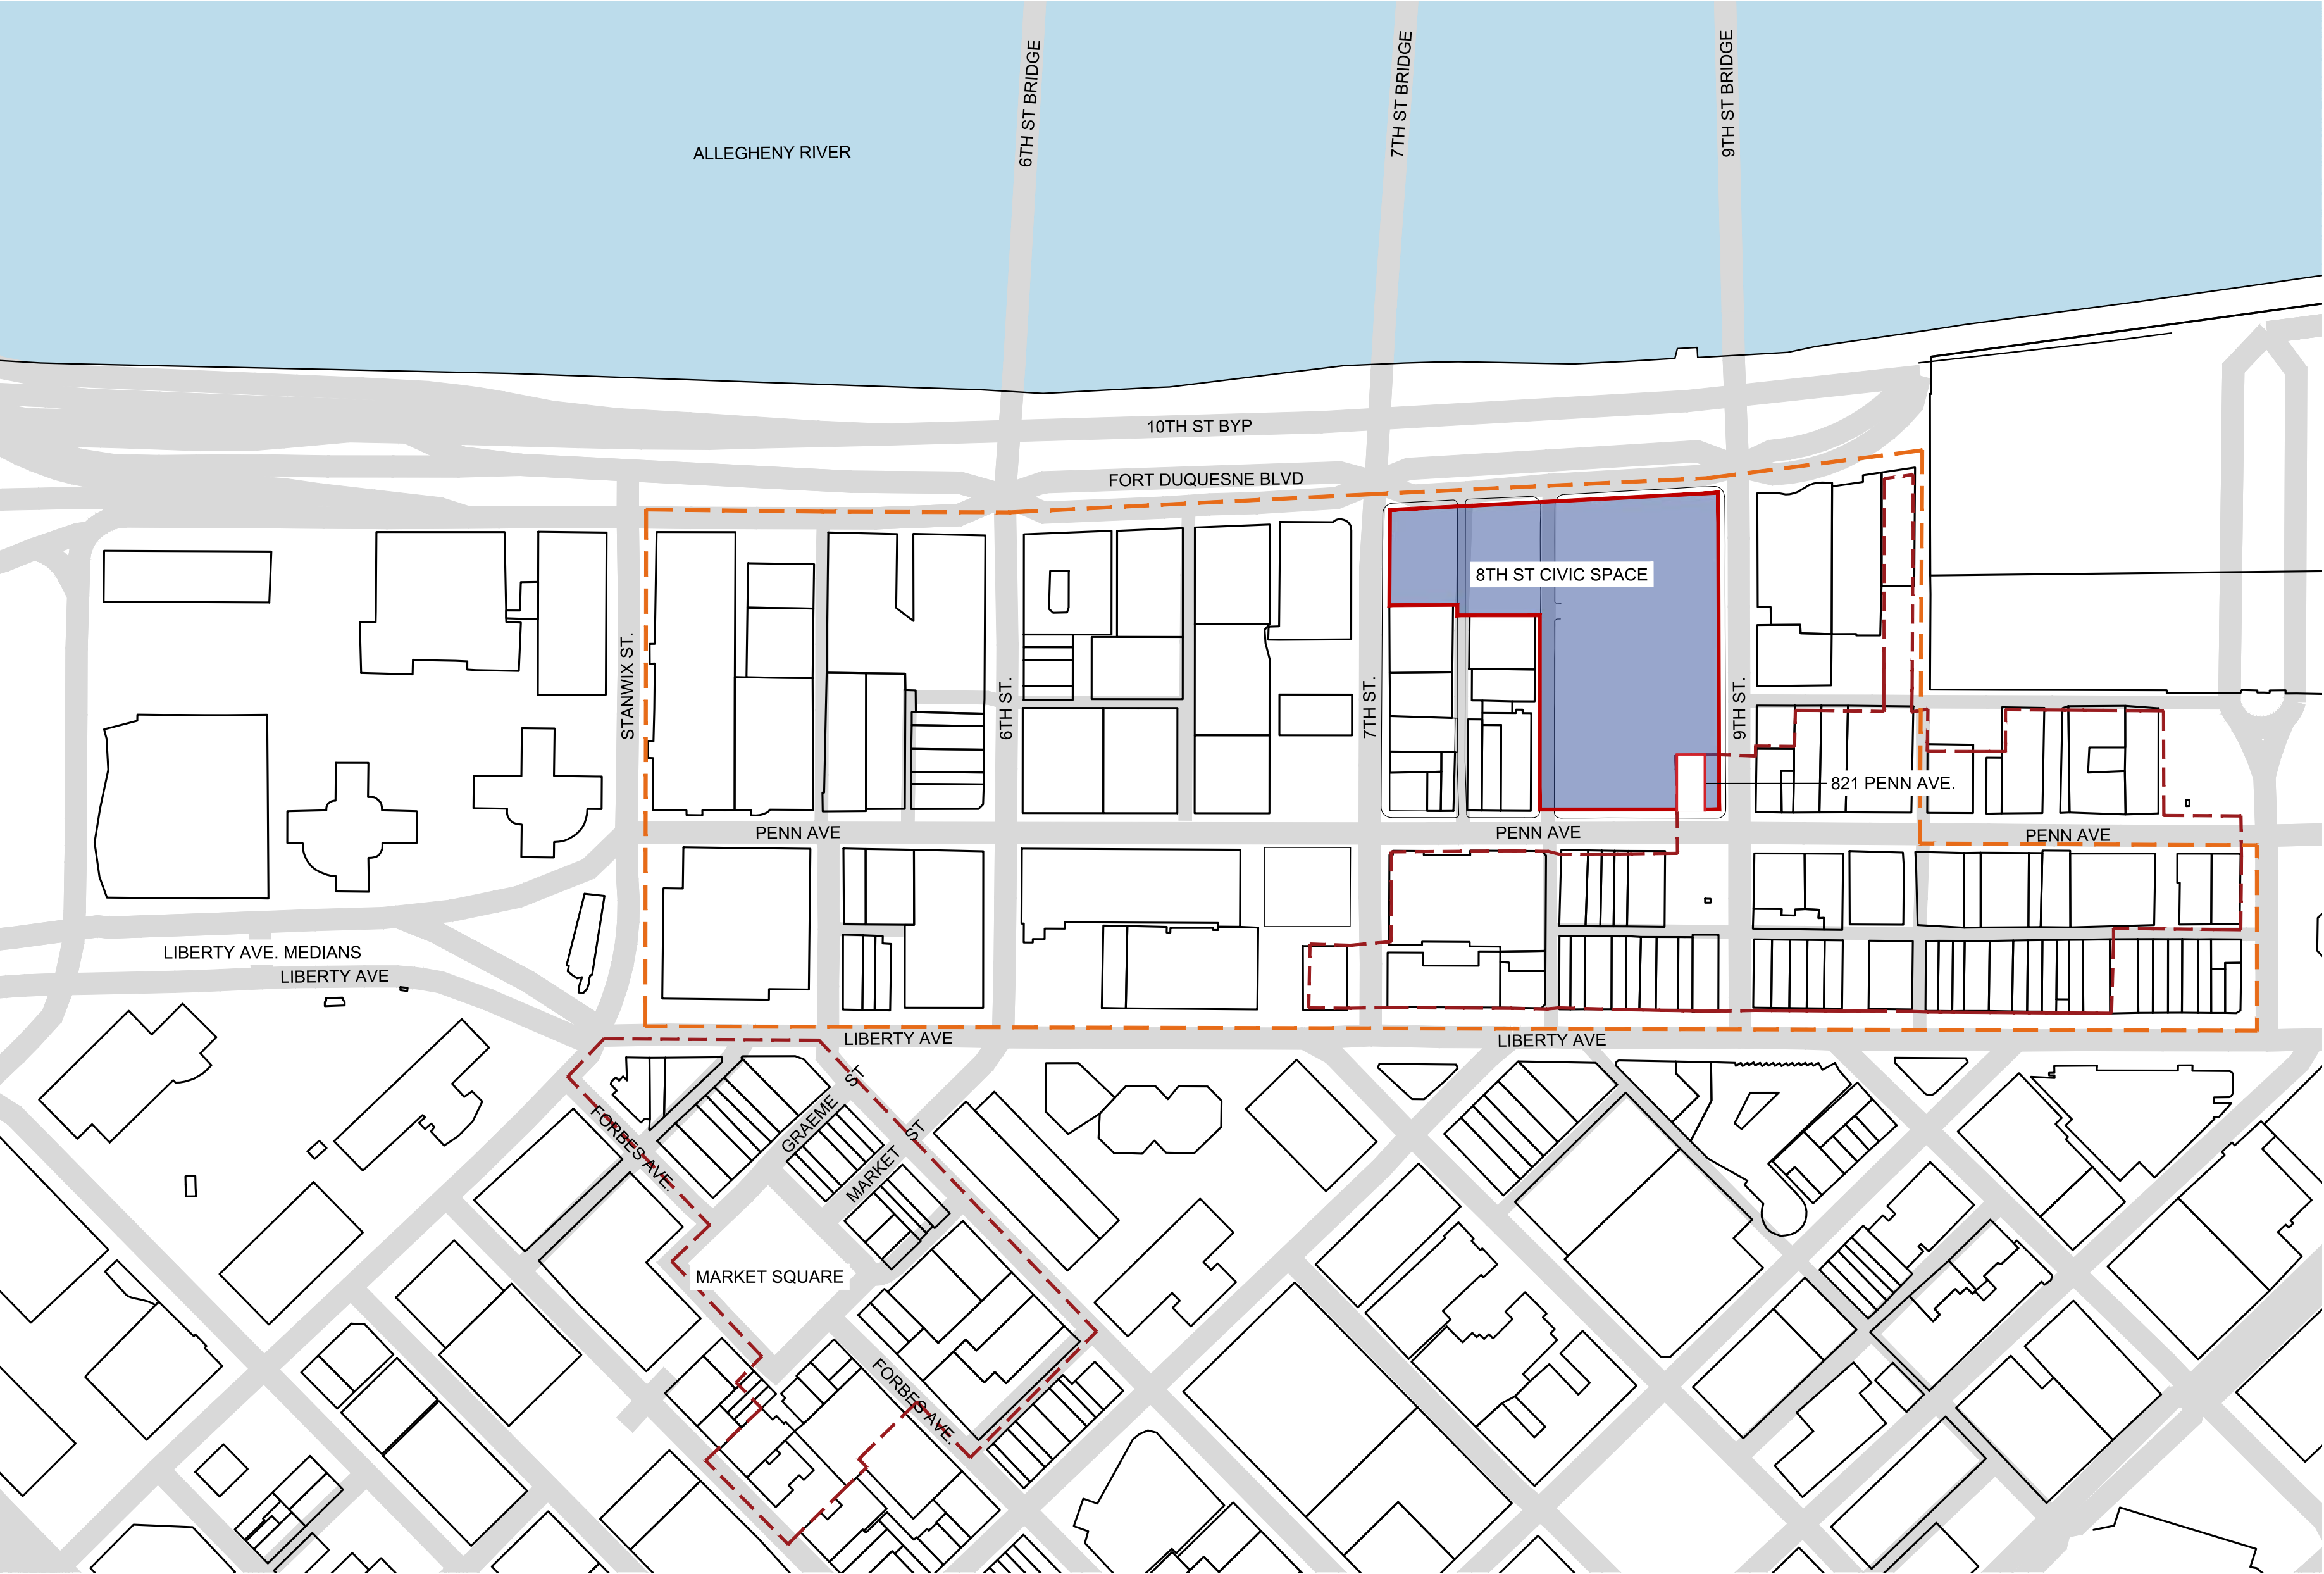 6TH ST BRIDGE
7TH ST BRIDGE
9TH ST BRIDGE
ALLEGHENY RIVER
10TH ST BYP
FORT DUQUESNE BLVD
8TH ST CIVIC SPACE
STANWIX ST.
6TH ST.
7TH ST.
9TH ST.
821 PENN AVE.
PENN AVE
PENN AVE
PENN AVE
LIBERTY AVE. MEDIANS
LIBERTY AVE
LIBERTY AVE
LIBERTY AVE
GRAEME ST
FORBES AVE.
MARKET ST
MARKET SQUARE
FORBES AVE.